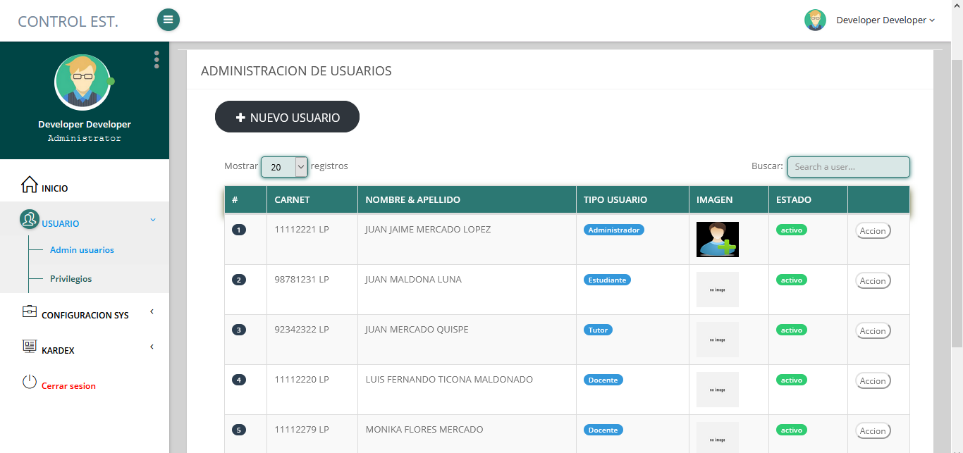 CONTROL EST.
Developer Developer
Developer Developer
Administrator
INICIO
USUARIO
Admin usuarios
Privilegios
CONFIGURACION SYS
KARDEX
Cerrar sesion
ADMINISTRACION DE USUARIOS
+ NUEVO USUARIO
Mostrar 20 registros
Buscar: Search a user...
# CARNET NOMBRE & APELLIDO TIPO USUARIO IMAGEN ESTADO
1 11112221 LP JUAN JAIME MERCADO LOPEZ Administrador activo Accion
2 98781231 LP JUAN MALDONA LUNA Estudiante no image activo Accion
3 92342322 LP JUAN MERCADO QUISPE Tutor no image activo Accion
4 11112220 LP LUIS FERNANDO TICONA MALDONADO Docente no image activo Accion
5 11112279 LP MONIKA FLORES MERCADO Docente no image activo Accion